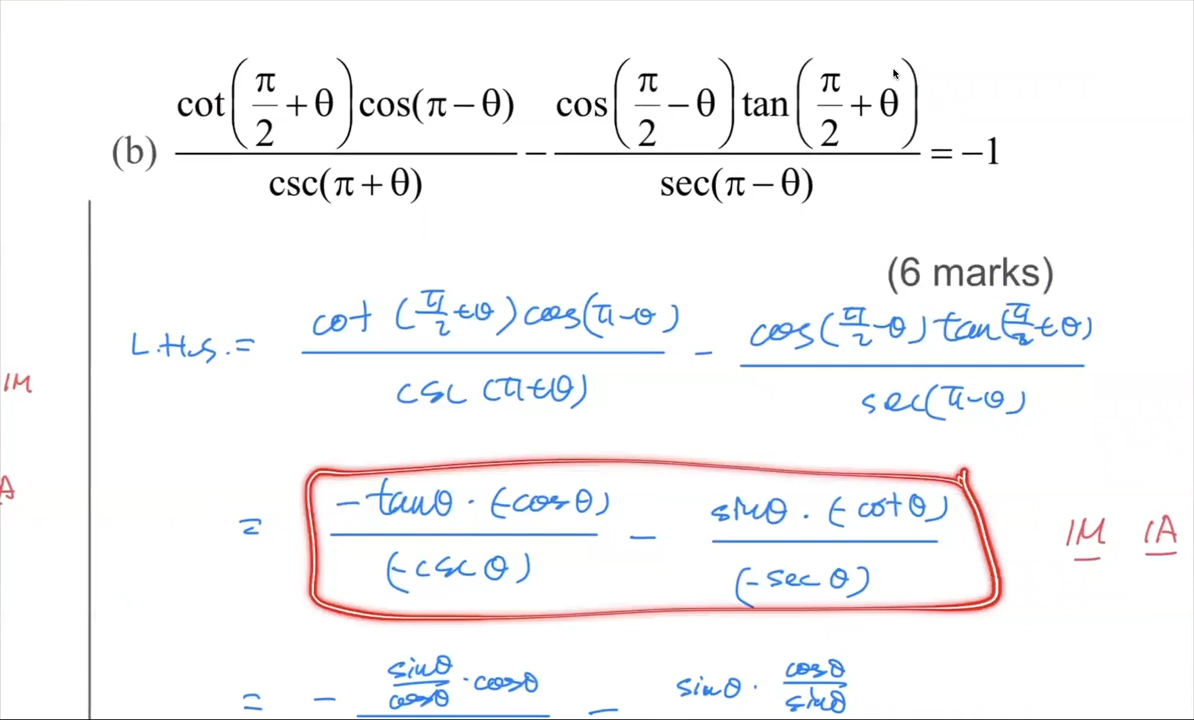 (b) cot(π/2 + θ)cos(π − θ) / csc(π + θ) − cos(π/2 − θ)tan(π/2 + θ) / sec(π − θ) = −1
(6 marks)
L.H.S. = cot(π/2 + θ)cos(π − θ) / csc(π + θ) − cos(π/2 − θ)tan(π/2 + θ) / sec(π − θ)
1M
= −tanθ · (−cosθ) / (−cscθ) − sinθ · (−cotθ) / (−secθ) 1M 1A
A
= − sinθ/cosθ · cosθ − sinθ · cosθ/sinθ